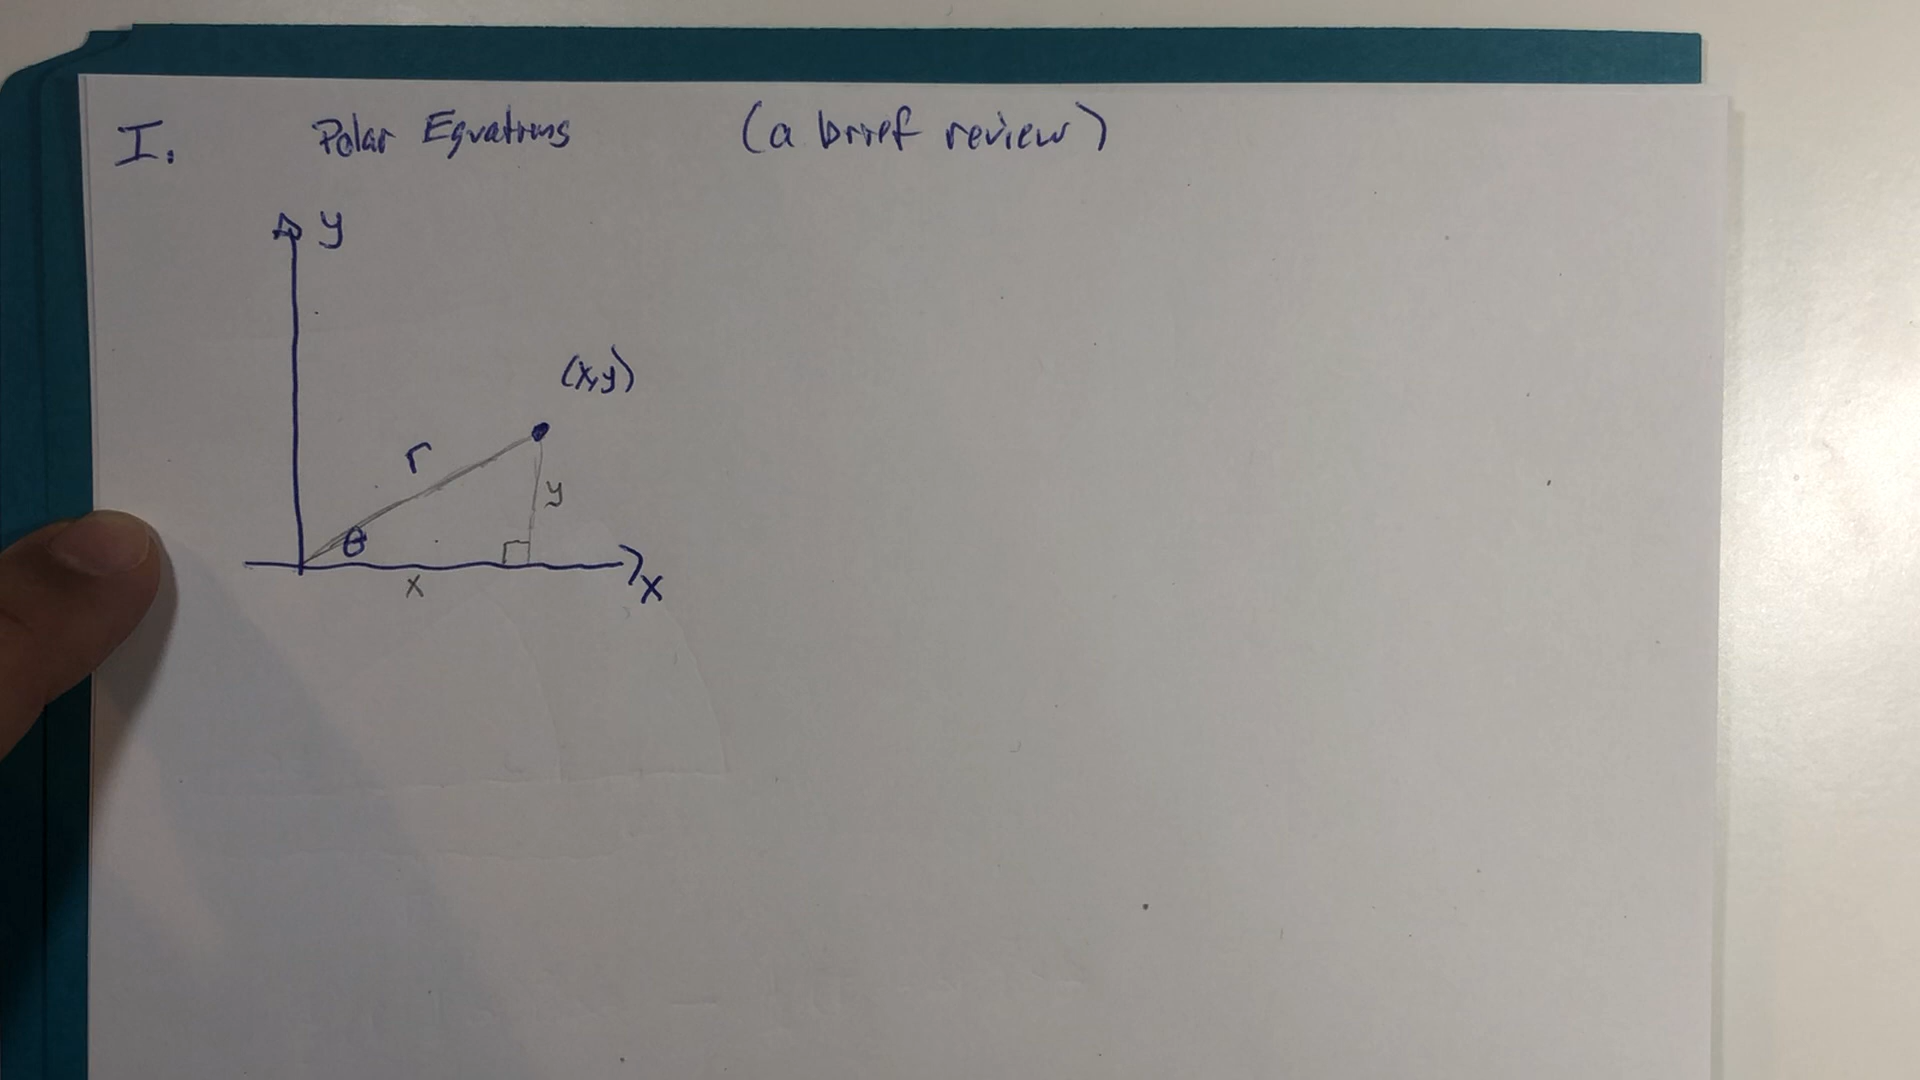 I. Polar Equations (a brief review)
y
(x,y)
r
y
θ
x
x